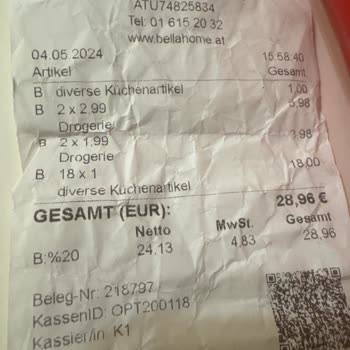 ATU74825834
Tel: 01 615 20 32
www.bellahome.at
04.05.2024 15:58:40
Artikel Gesamt
B diverse Küchenartikel 1,00
B 2 x 2,99 5,98
Drogerie
B 2 x 1,99 3,98
Drogerie
B 18 x 1 18,00
diverse Küchenartikel
GESAMT (EUR): 28,96 €
Netto MwSt. Gesamt
B:%20 24,13 4,83 28,96
Beleg-Nr: 218797
KassenID: OPT200118
Kassier/in: K1